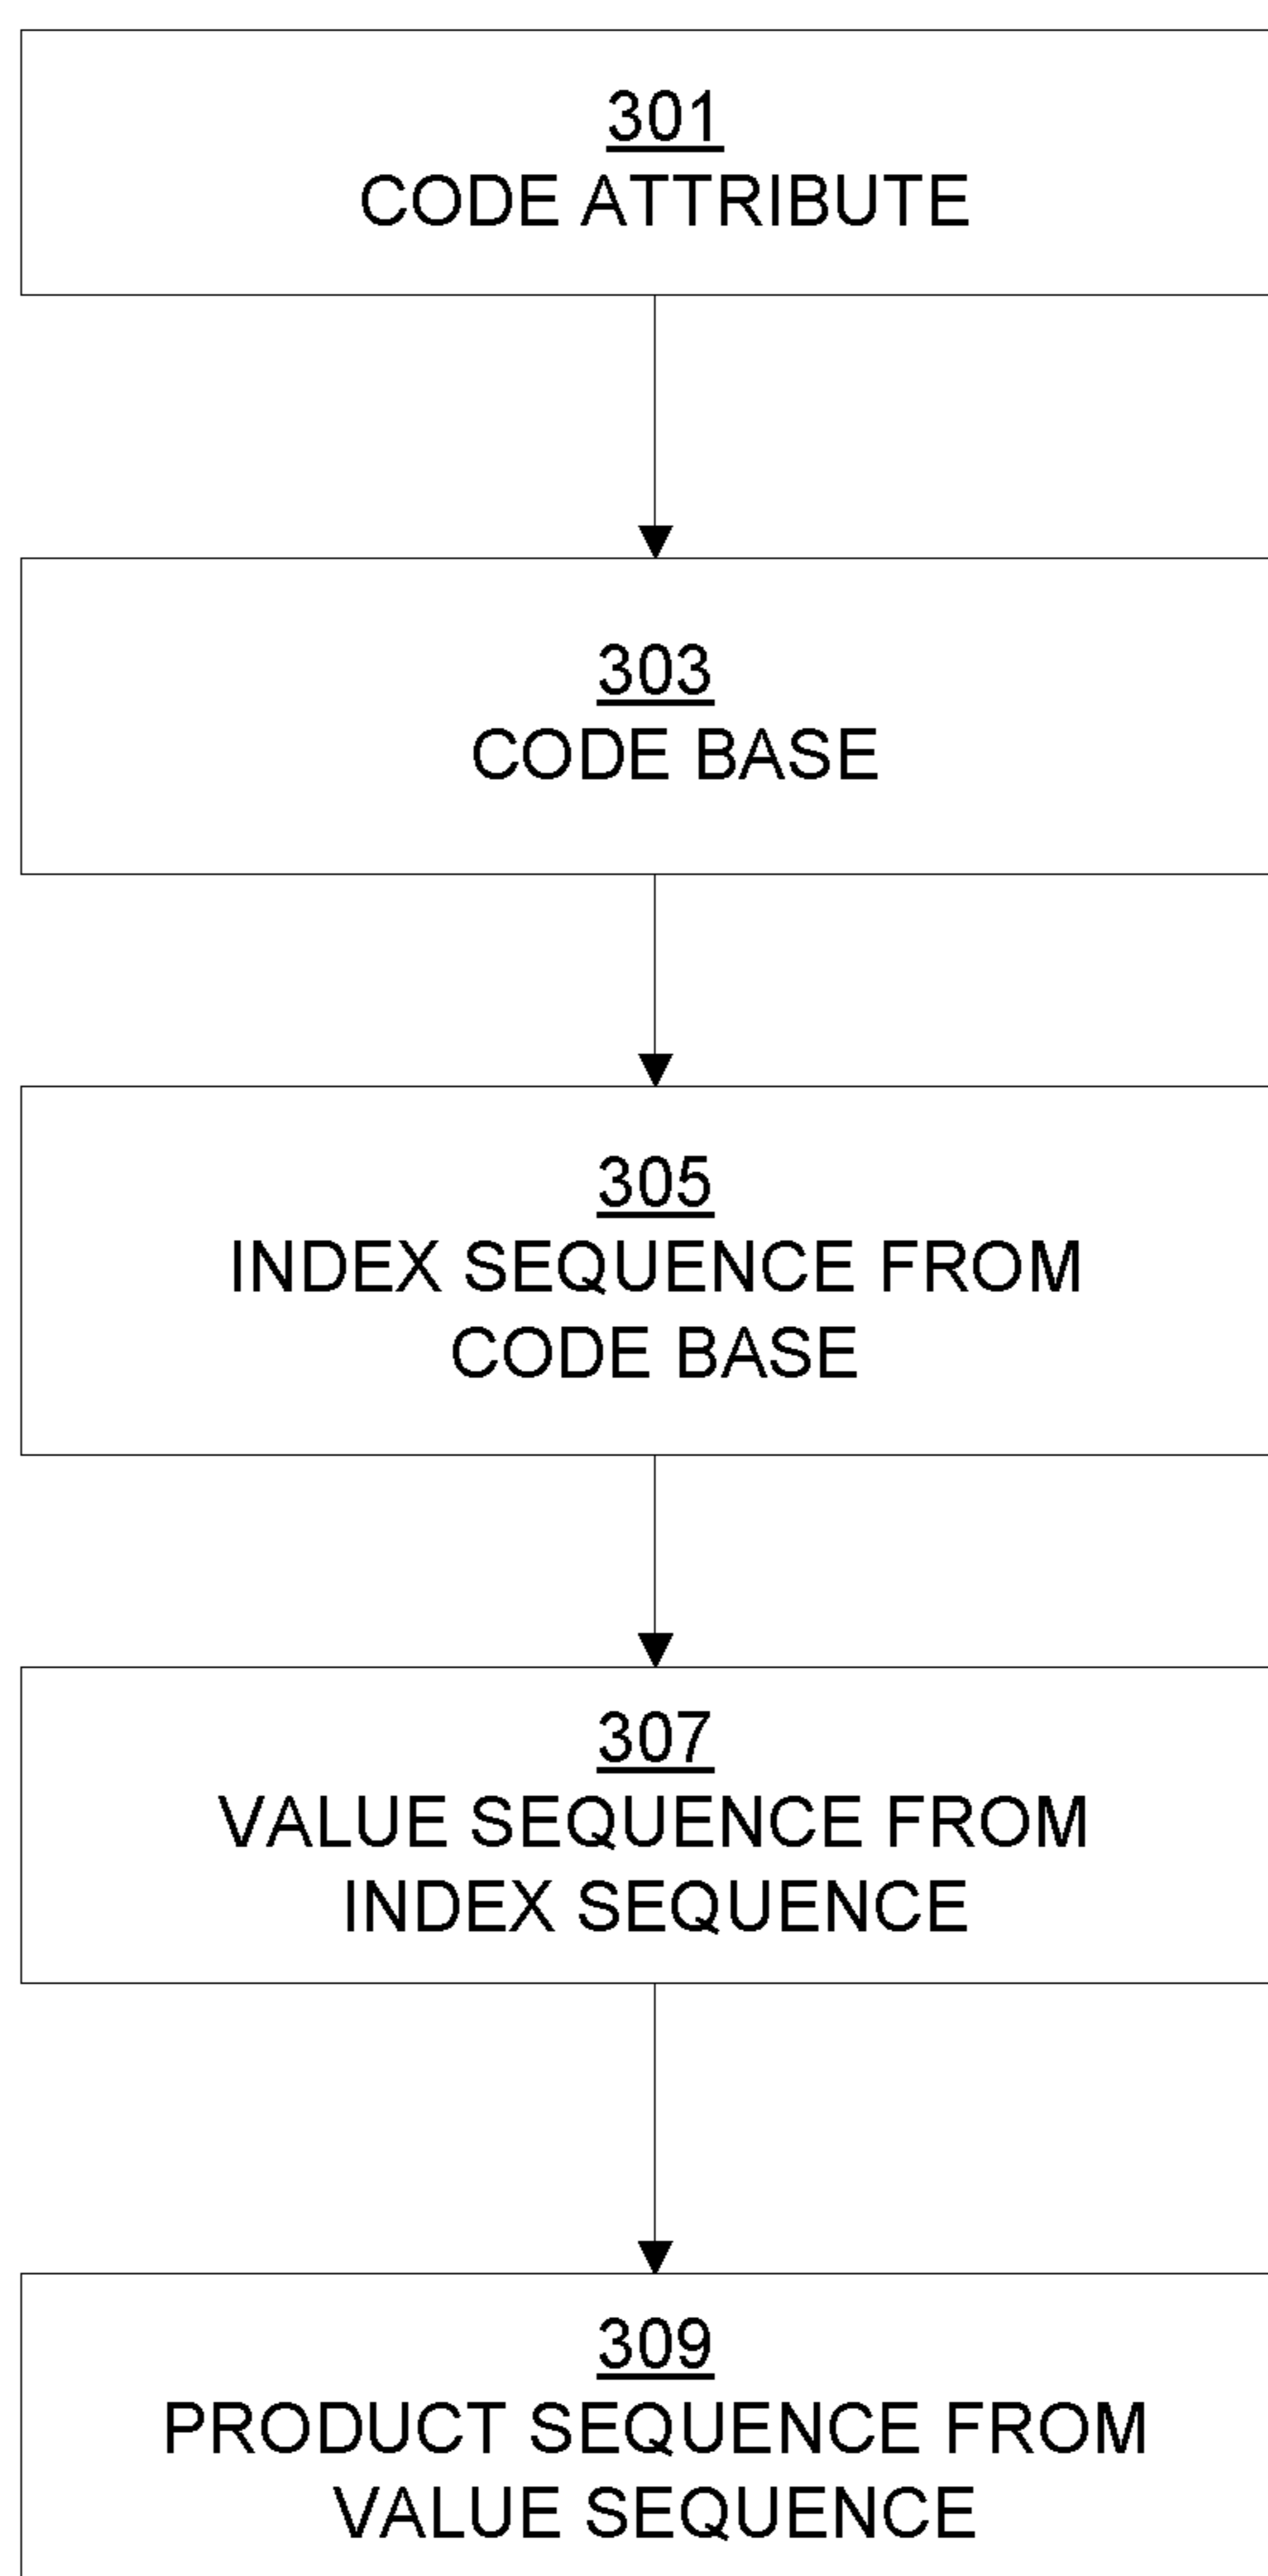 301
CODE ATTRIBUTE
303
CODE BASE
305
INDEX SEQUENCE FROM
CODE BASE
307
VALUE SEQUENCE FROM
INDEX SEQUENCE
309
PRODUCT SEQUENCE FROM
VALUE SEQUENCE